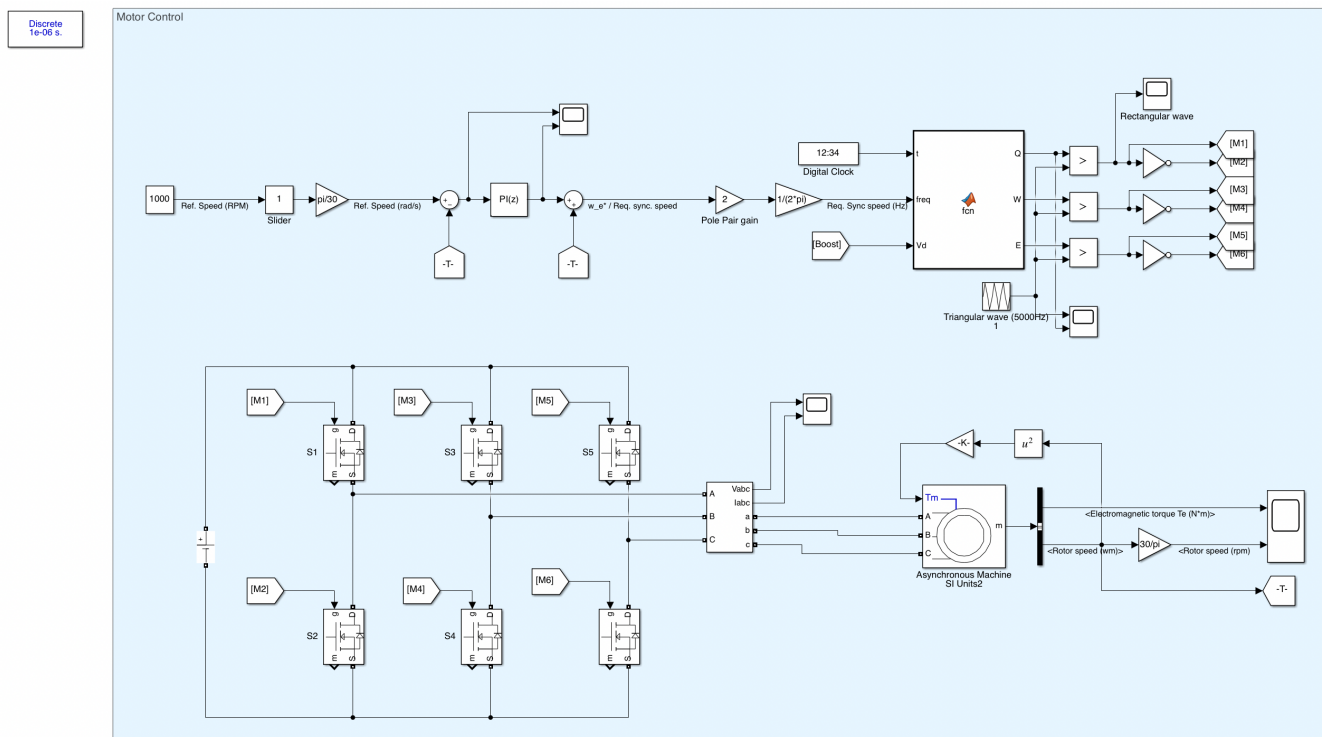 Discrete
1e-06 s.
Motor Control
Rectangular wave
12:34
Digital Clock
1000
Ref. Speed (RPM)
1
Slider
pi/30
Ref. Speed (rad/s)
+
-
PI(z)
+
+
w_e* / Req. sync. speed
2
Pole Pair gain
1/(2*pi)
Req. Sync speed (Hz)
[Boost]
-T-
-T-
t
freq
Vd
fcn
Q
W
E
>
>
>
[M1]
[M2]
[M3]
[M4]
[M5]
[M6]
Triangular wave (5000Hz)
1
[M1]
[M3]
[M5]
g
D
m
S
S1
g
D
m
S
S3
g
D
m
S
S5
A
B
C
Vabc
Iabc
a
b
c
-K-
u²
Tm
A
B
C
m
<Electromagnetic torque Te (N*m)>
<Rotor speed (wm)>
30/pi
<Rotor speed (rpm)
-T-
Asynchronous Machine
SI Units2
+
[M2]
[M4]
[M6]
g
D
m
S
S2
g
D
m
S
S4
g
D
m
S